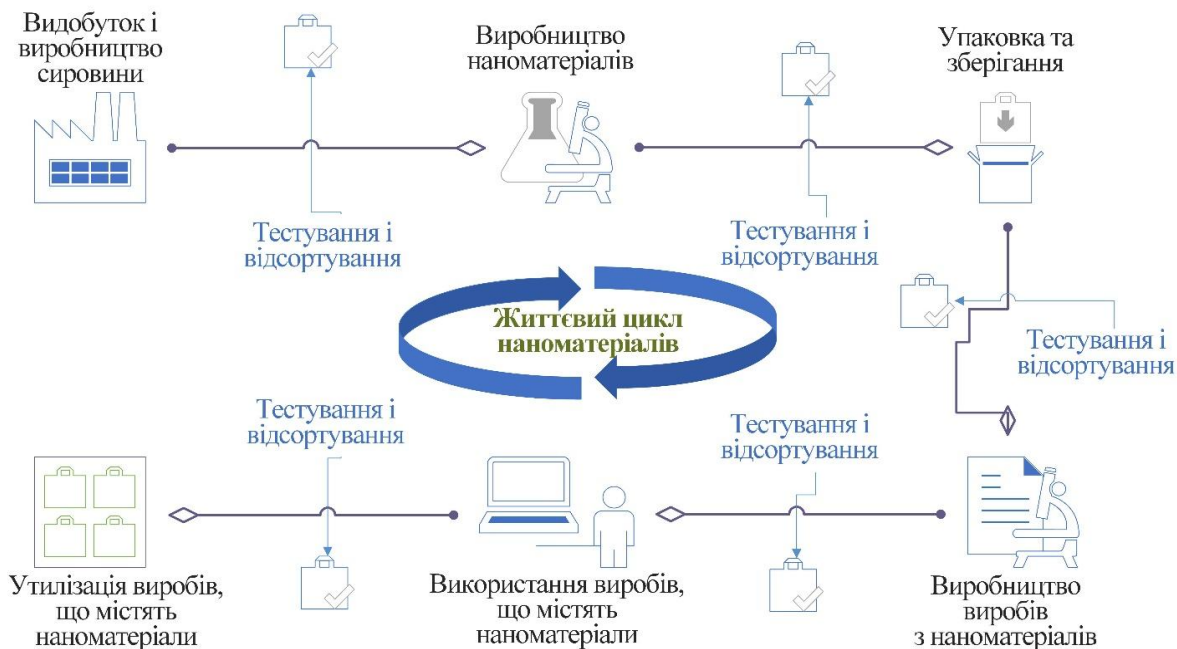 Видобуток і
виробництво
сировини
Виробництво
наноматеріалів
Упаковка та
зберігання
Тестування і
відсортування
Тестування і
відсортування
Тестування і
відсортування
Життєвий цикл
наноматеріалів
Тестування і
відсортування
Тестування і
відсортування
Утилізація виробів,
що містять
наноматеріали
Використання виробів,
що містять
наноматеріали
Виробництво
виробів
з наноматеріалів